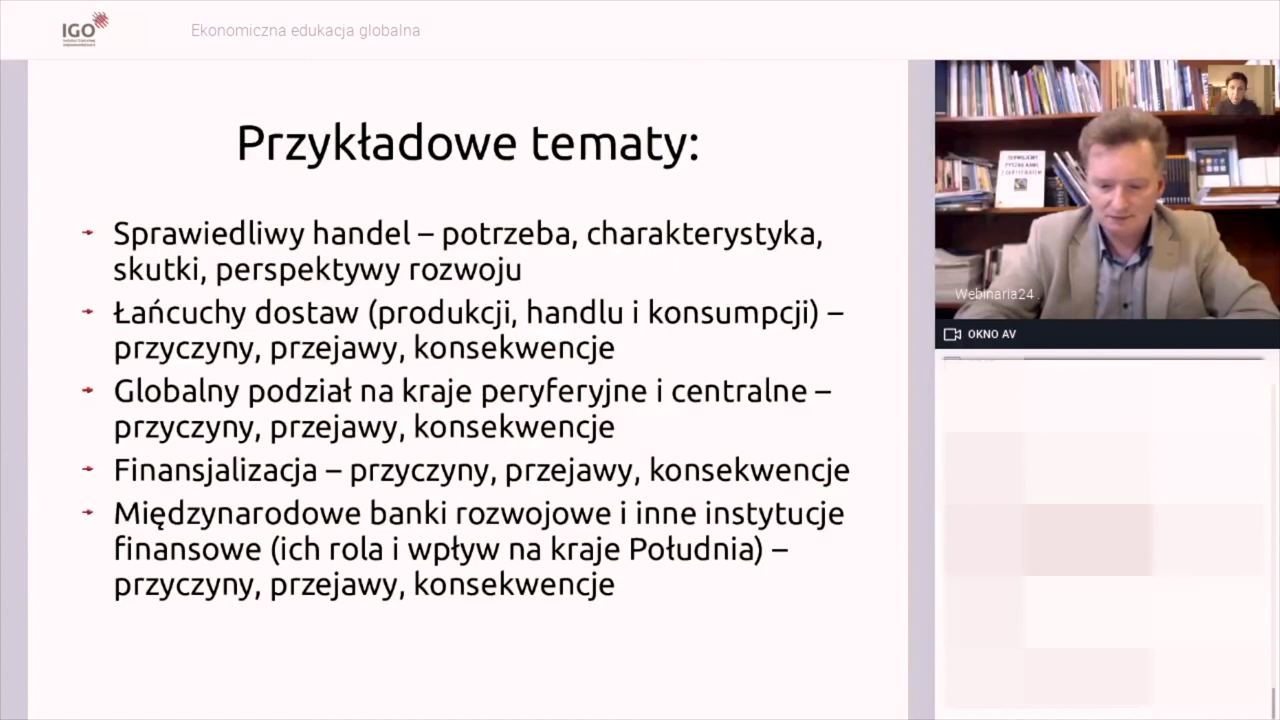 IGO
Ekonomiczna edukacja globalna
Przykładowe tematy:
Sprawiedliwy handel – potrzeba, charakterystyka,
skutki, perspektywy rozwoju
Łańcuchy dostaw (produkcji, handlu i konsumpcji) –
przyczyny, przejawy, konsekwencje
Globalny podział na kraje peryferyjne i centralne –
przyczyny, przejawy, konsekwencje
Finansjalizacja – przyczyny, przejawy, konsekwencje
Międzynarodowe banki rozwojowe i inne instytucje
finansowe (ich rola i wpływ na kraje Południa) –
przyczyny, przejawy, konsekwencje
Webinaria24 .
OKNO AV